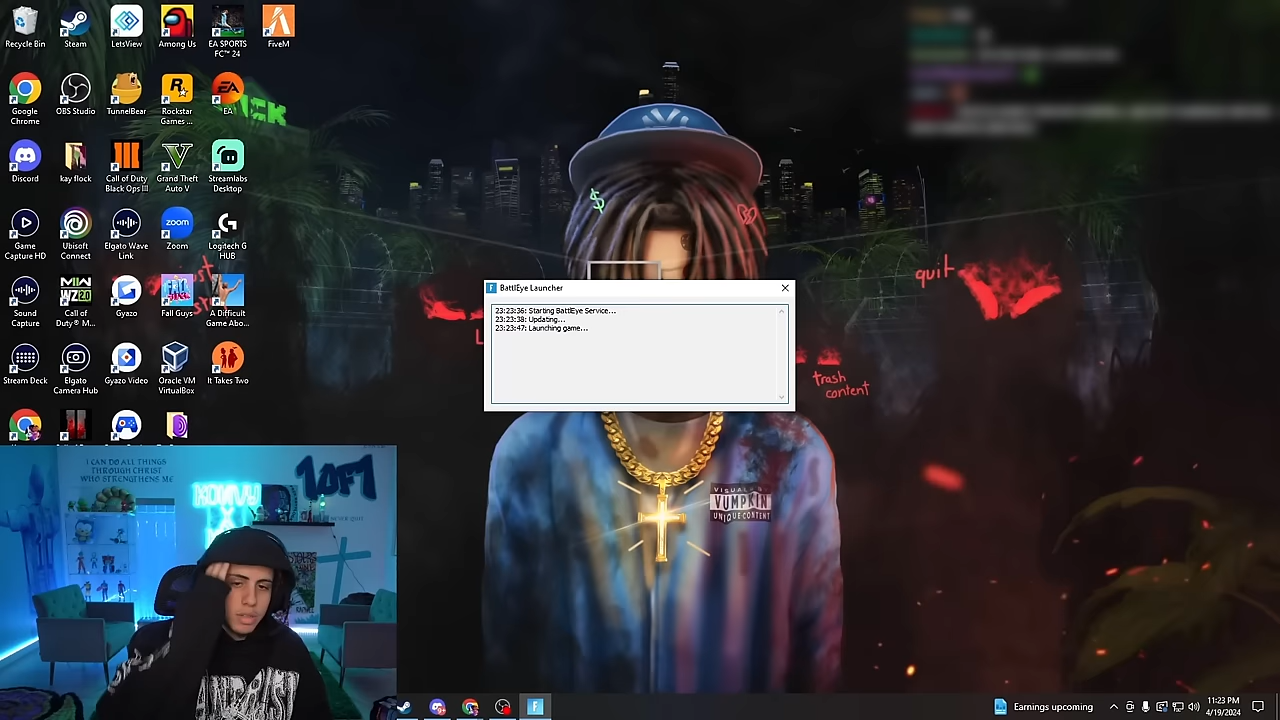 Recycle Bin
Steam
LetsView
Among Us
EA SPORTS
FC™ 24
FiveM
Google
Chrome
OBS Studio
TunnelBear
Rockstar
Games ...
EA
Discord
kay flock
Call of Duty
Black Ops III
Grand Theft
Auto V
Streamlabs
Desktop
Game
Capture HD
Ubisoft
Connect
Elgato Wave
Link
zoom
Zoom
Logitech G
HUB
Sound
Capture
Call of
Duty® M...
Gyazo
Fall Guys
A Difficult
Game Abo...
Stream Deck
Elgato
Camera Hub
Gyazo Video
Oracle VM
VirtualBox
It Takes Two
quit
trash
content
BattlEye Launcher
23:23:36: Starting BattlEye Service...
23:23:38: Updating...
23:23:47: Launching game...
VISUAL
VUMPKIN
UNIQUE CONTENT
I CAN DO ALL THINGS
THROUGH CHRIST
WHO STRENGTHENS ME
1OF1
Earnings upcoming
11:23 PM
4/19/2024